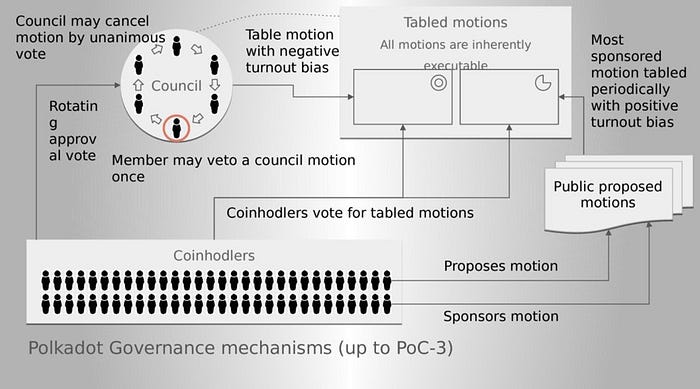 Council may cancel
motion by unanimous
vote
Council
Table motion
with negative
turnout bias
Tabled motions
All motions are inherently
executable
Most
sponsored
motion tabled
periodically
with positive
turnout bias
Rotatin
g
approv
al vote
Member may veto a council motion
once
Public proposed
motions
Coinhodlers vote for tabled motions
Coinhodlers
Proposes motion
Sponsors motion
Polkadot Governance mechanisms (up to PoC-3)